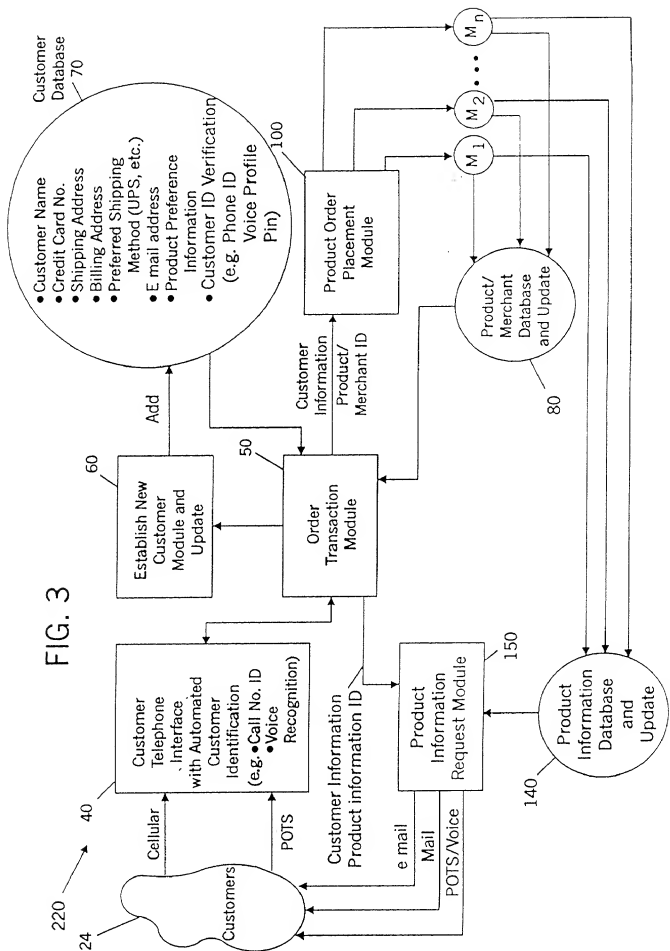 FIG. 3
220
24
Customers
Cellular
POTS
40
Customer
Telephone
Interface
with Automated
Customer
Identification
(e.g. •Call No. ID
•Voice
Recognition)
60
Establish New
Customer
Module and
Update
Add
Customer
Database
70
• Customer Name
• Credit Card No.
• Shipping Address
• Billing Address
• Preferred Shipping
Method (UPS, etc.)
• E mail address
• Product Preference
Information
• Customer ID Verification
(e.g. Phone ID
Voice Profile
Pin)
50
Order
Transaction
Module
Customer
Information
Product/
Merchant ID
100
Product Order
Placement
Module
M1
M2
• • • •
Mn
Product/
Merchant
Database
and Update
80
Customer Information
Product information ID
150
Product
Information
Request Module
e mail
Mail
POTS/Voice
140
Product
Information
Database
and
Update